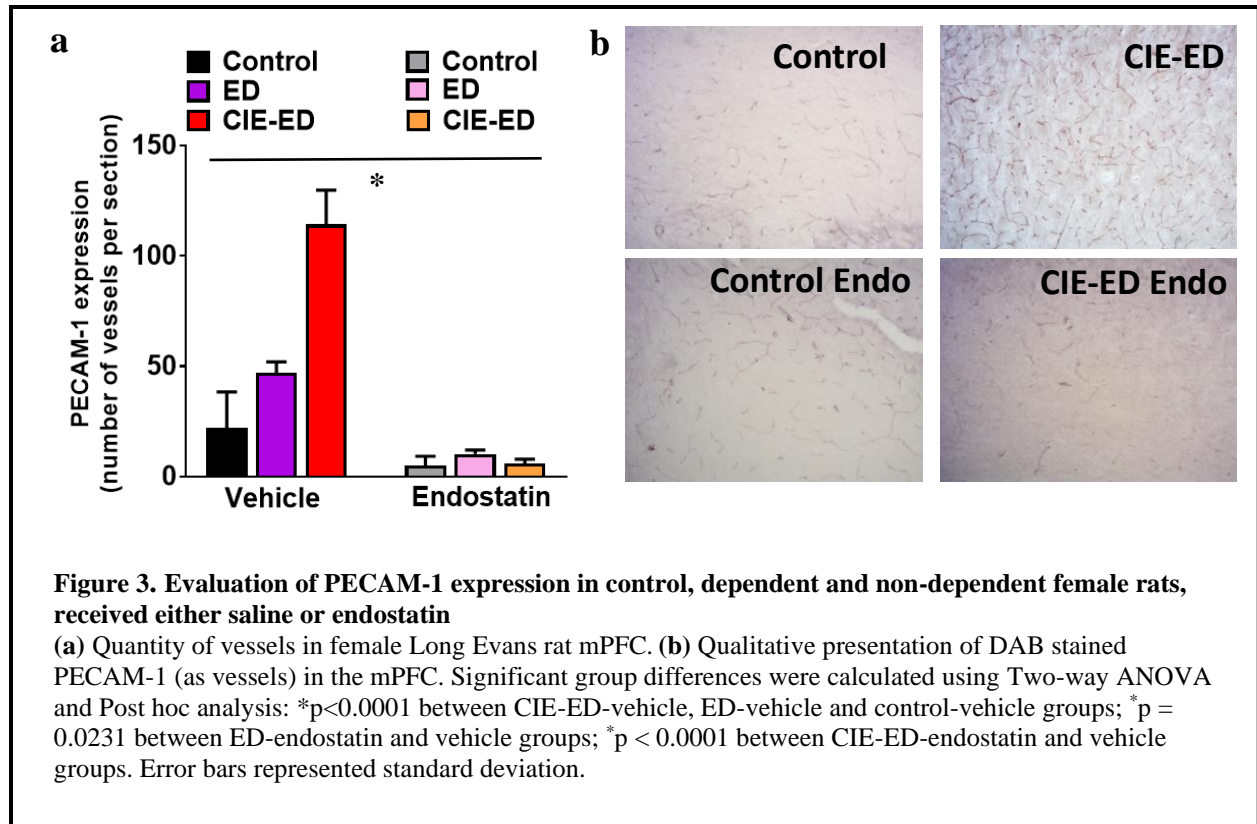 a
Control
ED
CIE-ED
Control
ED
CIE-ED
PECAM-1 expression
(number of vessels per section)
150
100
50
0
*
Vehicle
Endostatin
b
Control
CIE-ED
Control Endo
CIE-ED Endo
Figure 3. Evaluation of PECAM-1 expression in control, dependent and non-dependent female rats,
received either saline or endostatin
(a) Quantity of vessels in female Long Evans rat mPFC. (b) Qualitative presentation of DAB stained
PECAM-1 (as vessels) in the mPFC. Significant group differences were calculated using Two-way ANOVA
and Post hoc analysis: *p<0.0001 between CIE-ED-vehicle, ED-vehicle and control-vehicle groups; *p =
0.0231 between ED-endostatin and vehicle groups; *p < 0.0001 between CIE-ED-endostatin and vehicle
groups. Error bars represented standard deviation.